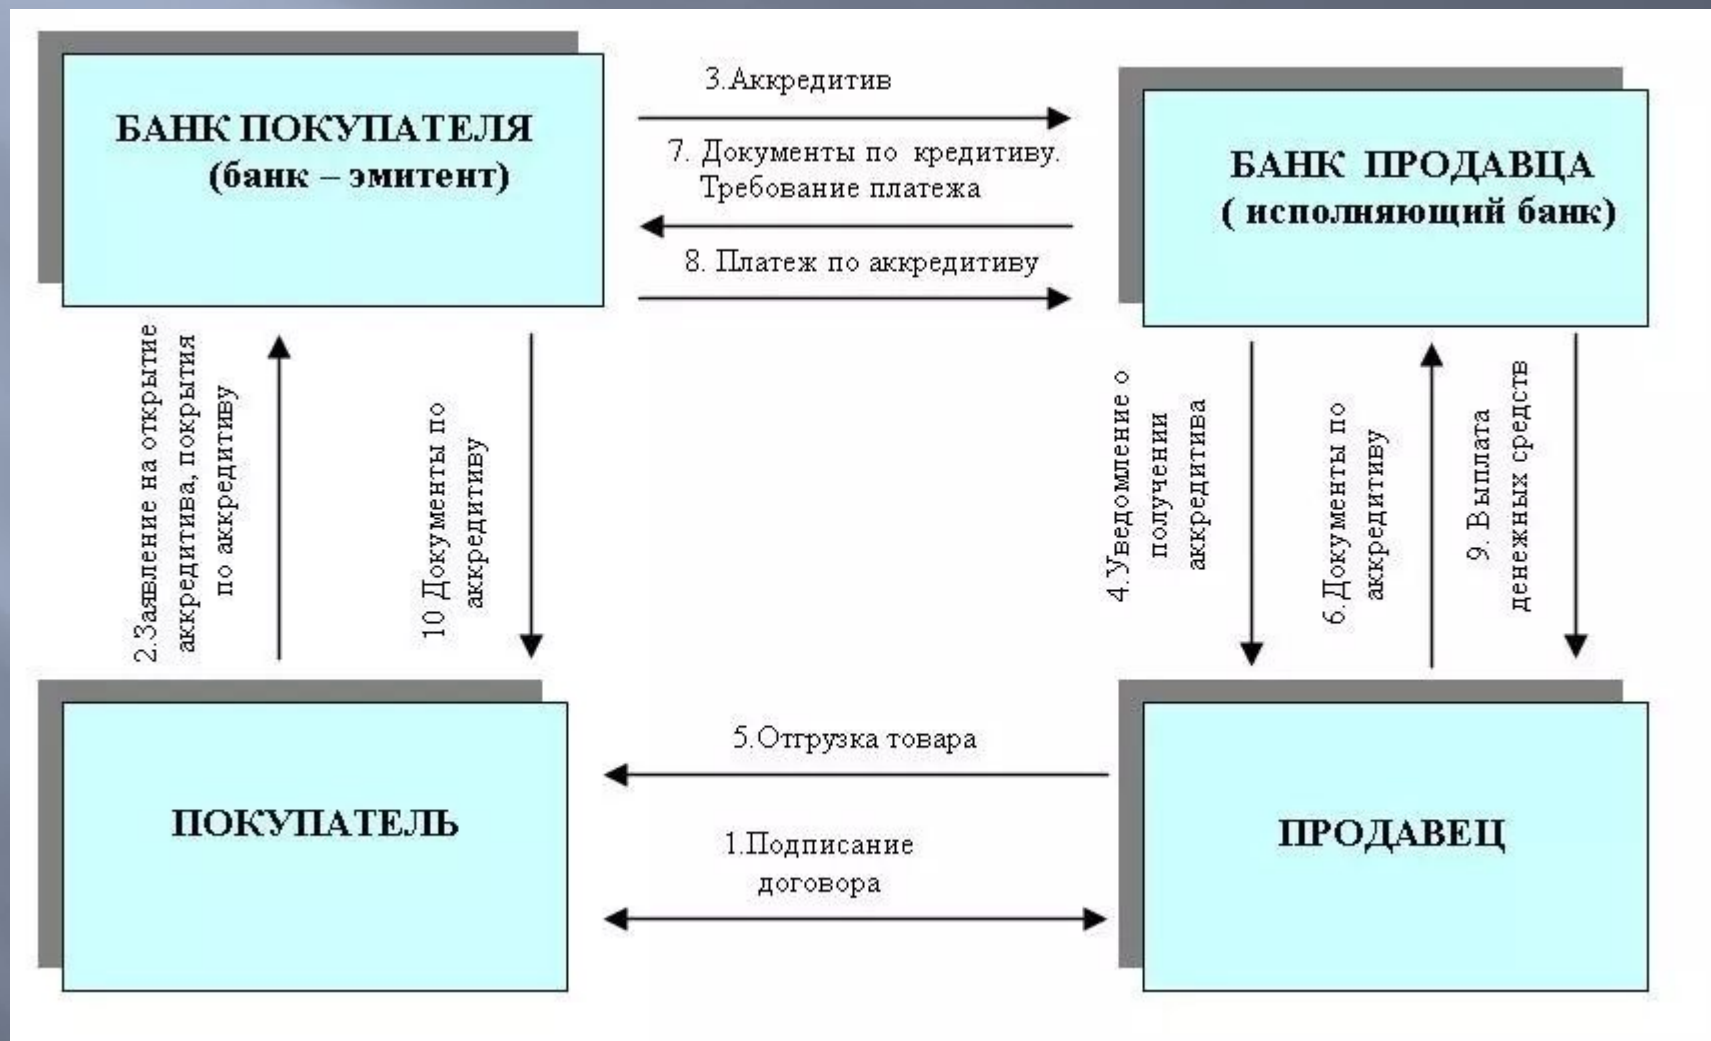 БАНК ПОКУПАТЕЛЯ
(банк – эмитент)
3.Аккредитив
7. Документы по кредитиву.
Требование платежа
8. Платеж по аккредитиву
БАНК ПРОДАВЦА
( исполняющий банк)
2.Заявление на открытие
аккредитива, покрытия
по аккредитиву
10 Документы по
аккредитиву
4.Уведомление о
получении
аккредитива
6.Документы по
аккредитиву
9. Выплата
денежных средств
ПОКУПАТЕЛЬ
5.Отгрузка товара
1.Подписание
договора
ПРОДАВЕЦ